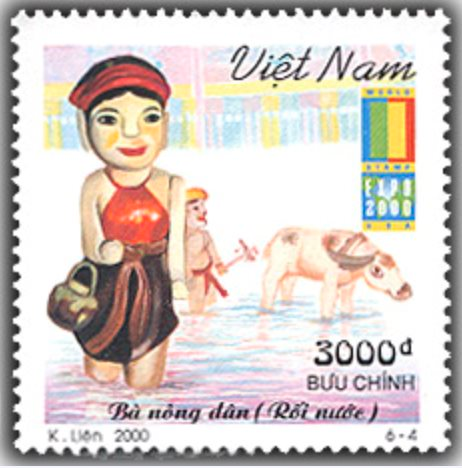 Việt Nam
WORLD
STAMP
EXPO
2000
USA
3000đ
BƯU CHÍNH
Bà nông dân (Rối nước)
K. Liên 2000
6-4